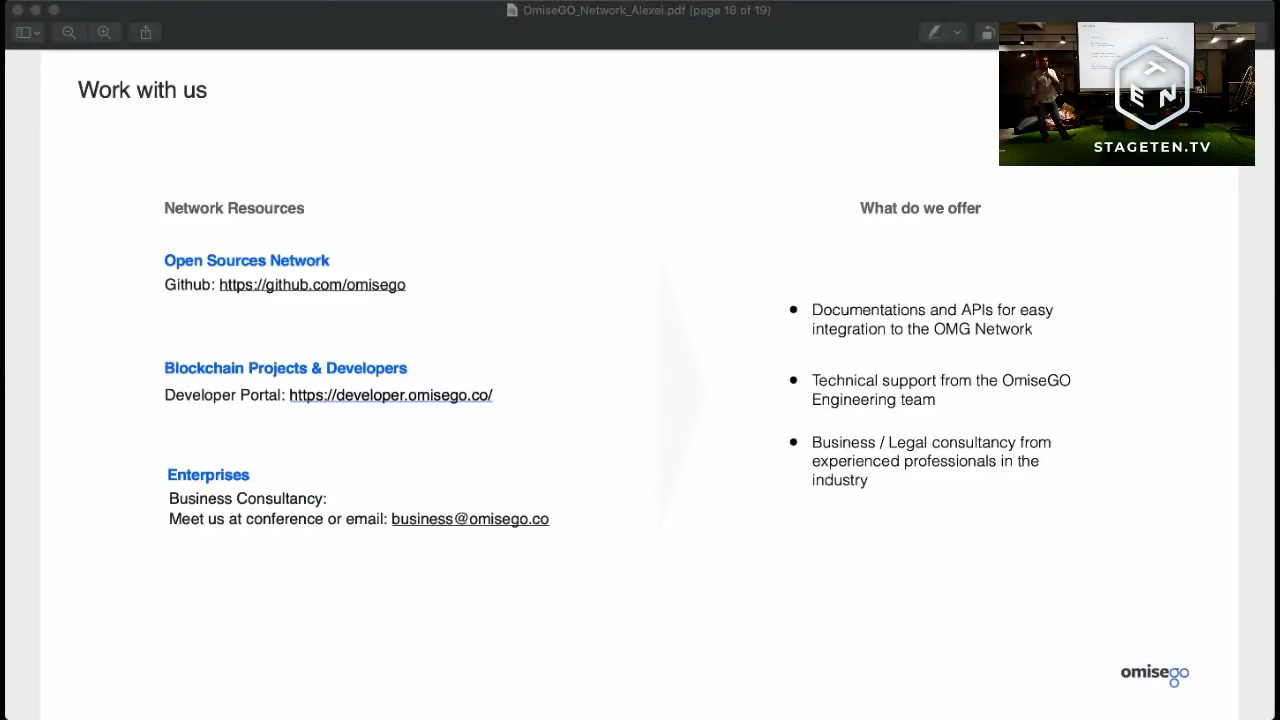 OmiseGO_Network_Alexei.pdf (page 18 of 19)
Work with us
TEN
STAGETEN.TV
Network Resources
Open Sources Network
Github: https://github.com/omisego
Blockchain Projects & Developers
Developer Portal: https://developer.omisego.co/
Enterprises
Business Consultancy:
Meet us at conference or email: business@omisego.co
What do we offer
● Documentations and APIs for easy
integration to the OMG Network
● Technical support from the OmiseGO
Engineering team
● Business / Legal consultancy from
experienced professionals in the
industry
omisego